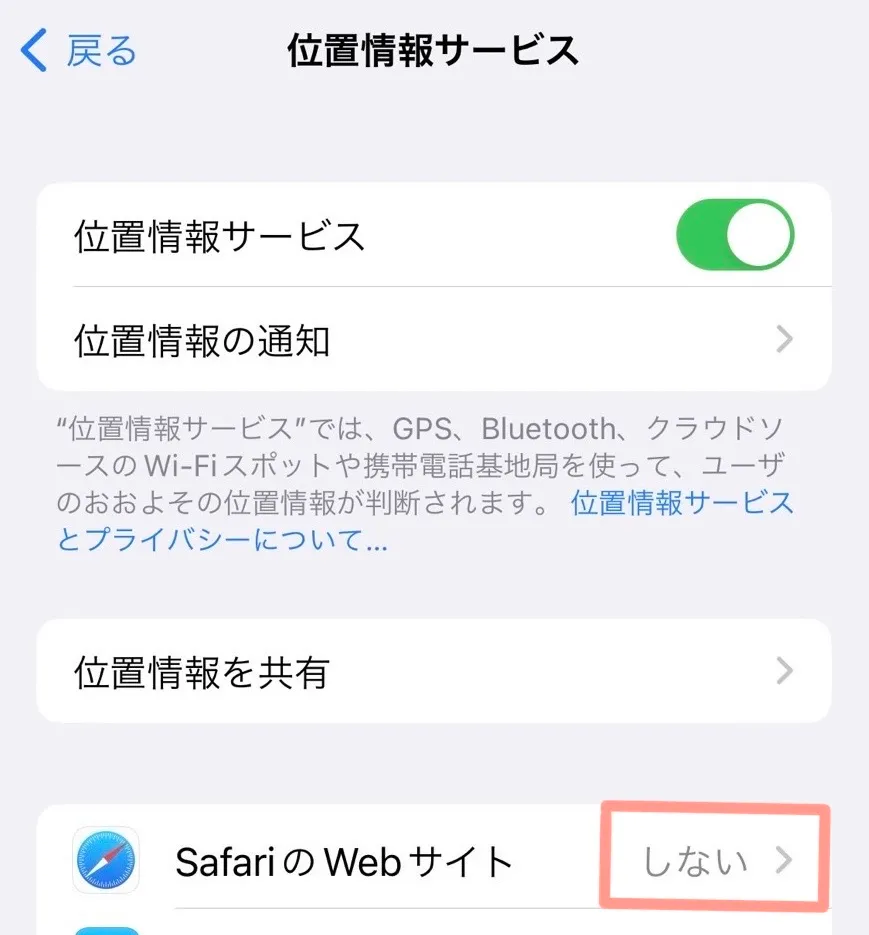 戻る
位置情報サービス
位置情報サービス
位置情報の通知
“位置情報サービス”では、GPS、Bluetooth、クラウドソ
ースのWi-Fiスポットや携帯電話基地局を使って、ユーザ
のおおよその位置情報が判断されます。位置情報サービス
とプライバシーについて...
位置情報を共有
SafariのWebサイト しない